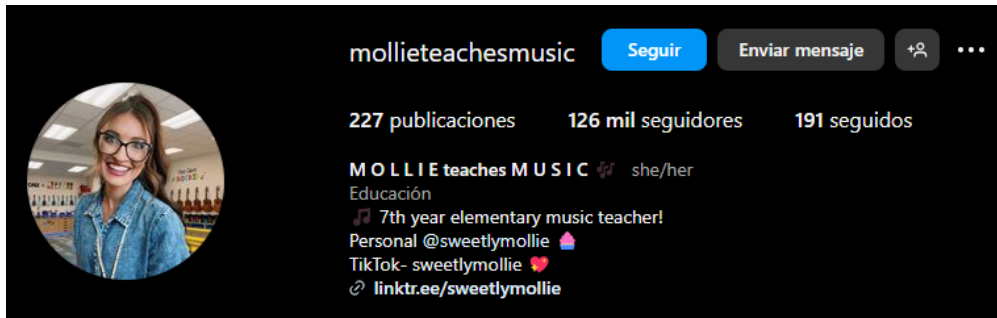 mollieteachesmusic Seguir Enviar mensaje
227 publicaciones 126 mil seguidores 191 seguidos
M O L L I E teaches M U S I C 🎶 she/her
Educación
🎵 7th year elementary music teacher!
Personal @sweetlymollie 🧁
TikTok- sweetlymollie 💖
linktr.ee/sweetlymollie